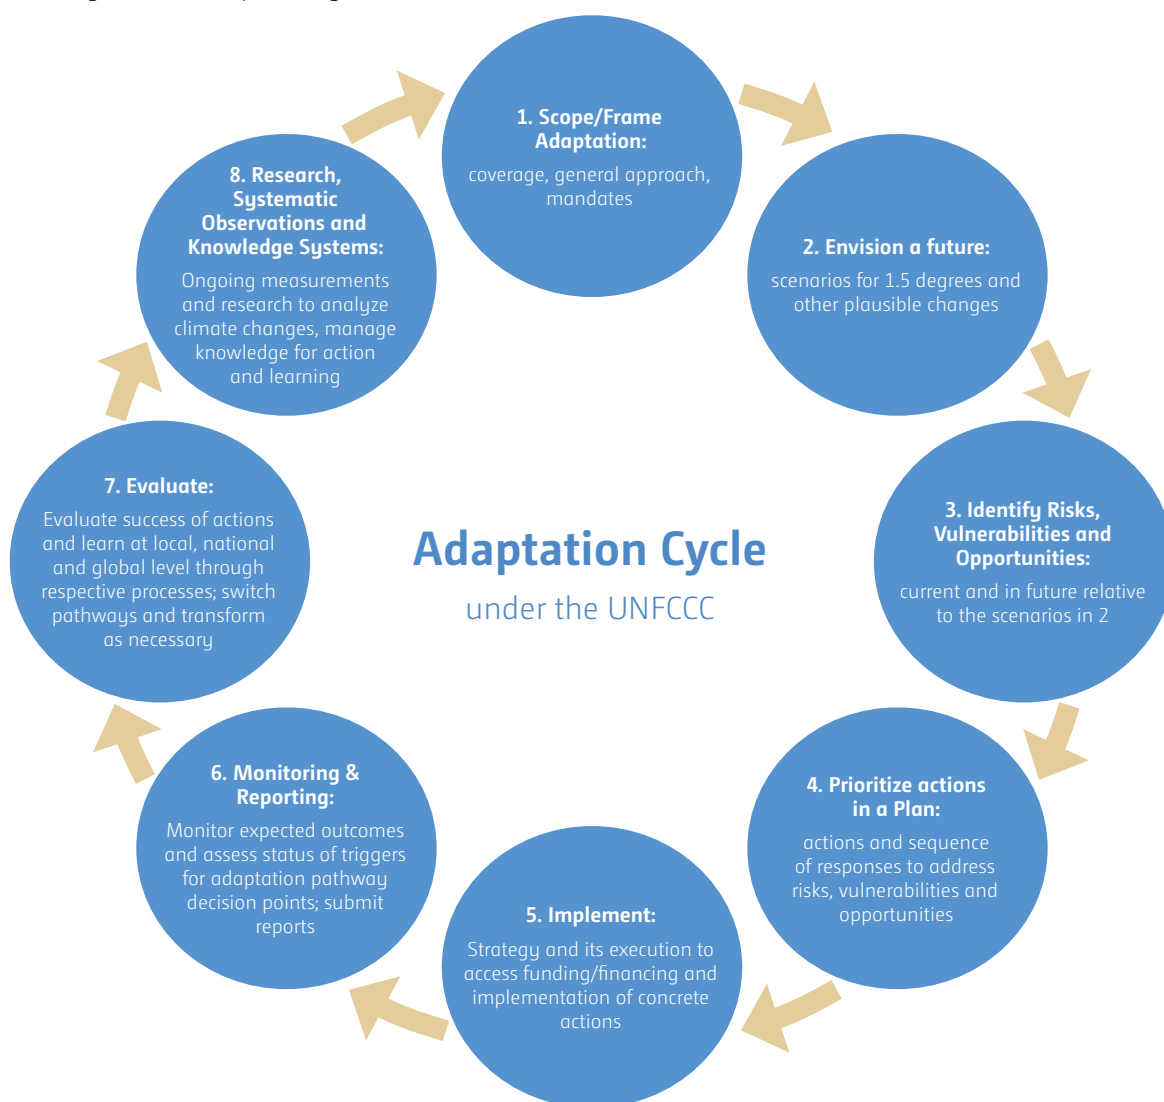 1. Scope/Frame
Adaptation:
coverage, general approach,
mandates
2. Envision a future:
scenarios for 1.5 degrees and
other plausible changes
3. Identify Risks,
Vulnerabilities and
Opportunities:
current and in future relative
to the scenarios in 2
4. Prioritize actions
in a Plan:
actions and sequence
of responses to address
risks, vulnerabilities and
opportunities
5. Implement:
Strategy and its execution to
access funding/financing and
implementation of concrete
actions
6. Monitoring &
Reporting:
Monitor expected outcomes
and assess status of triggers
for adaptation pathway
decision points; submit
reports
7. Evaluate:
Evaluate success of actions
and learn at local, national
and global level through
respective processes; switch
pathways and transform
as necessary
8. Research,
Systematic
Observations and
Knowledge Systems:
Ongoing measurements
and research to analyze
climate changes, manage
knowledge for action
and learning
Adaptation Cycle
under the UNFCCC